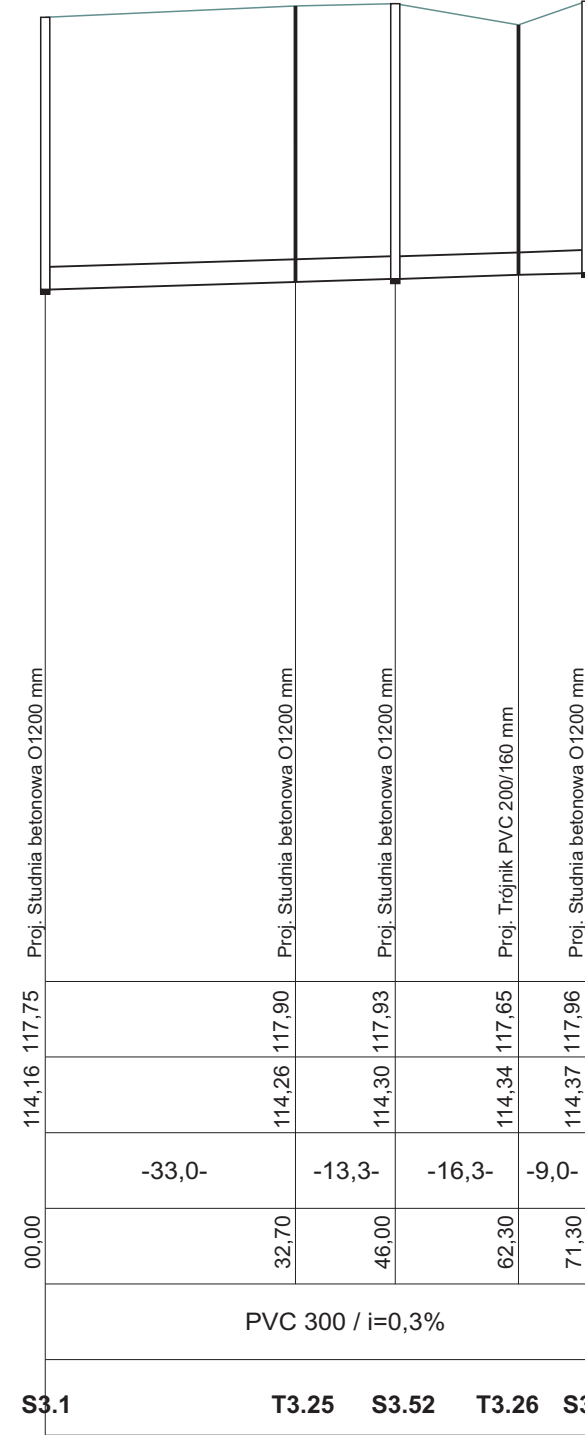 Proj. Studnia betonowa O1200 mm
Proj. Studnia betonowa O1200 mm
Proj. Studnia betonowa O1200 mm
Proj. Trójnik PVC 200/160 mm
Proj. Studnia betonowa O1200 mm
117,75 117,90 117,93 117,65 117,96
114,16 114,26 114,30 114,34 114,37
-33,0- -13,3- -16,3- -9,0-
00,00 32,70 46,00 62,30 71,30
PVC 300 / i=0,3%
S3.1 T3.25 S3.52 T3.26